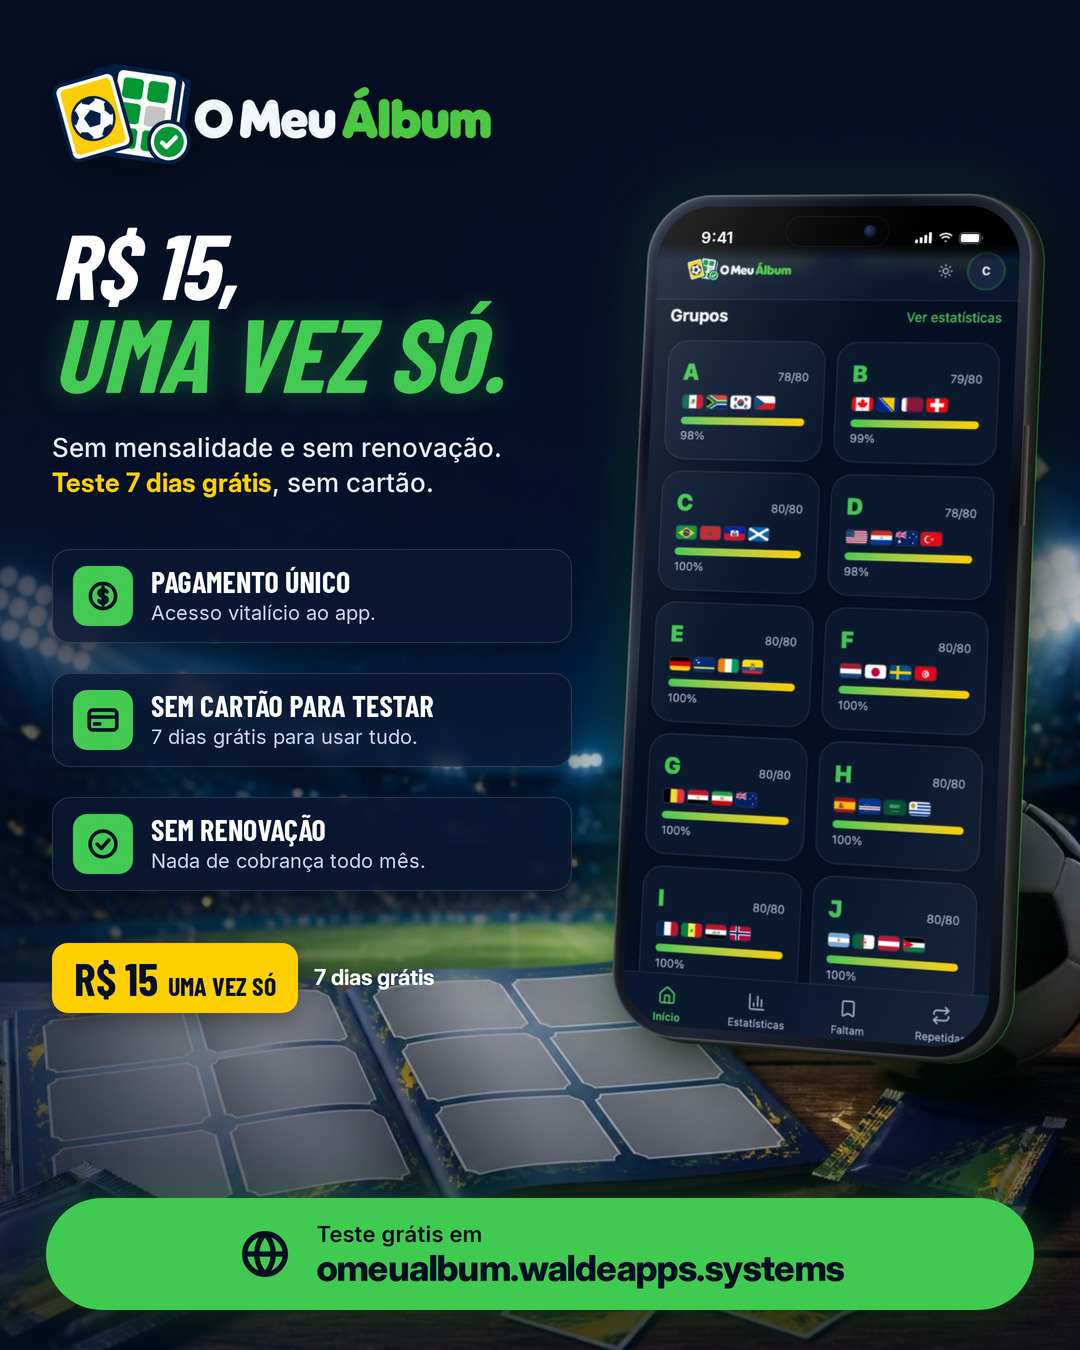 O Meu Álbum
R$ 15,
UMA VEZ SÓ.
Sem mensalidade e sem renovação.
Teste 7 dias grátis, sem cartão.
PAGAMENTO ÚNICO
Acesso vitalício ao app.
SEM CARTÃO PARA TESTAR
7 dias grátis para usar tudo.
SEM RENOVAÇÃO
Nada de cobrança todo mês.
R$ 15 UMA VEZ SÓ
7 dias grátis
9:41
O Meu Álbum
C
Grupos
Ver estatísticas
A
78/80
98%
B
79/80
99%
C
80/80
100%
D
78/80
98%
E
80/80
100%
F
80/80
100%
G
80/80
100%
H
80/80
100%
I
80/80
100%
J
80/80
100%
Início
Estatísticas
Faltam
Repetidas
Teste grátis em
omeualbum.waldeapps.systems